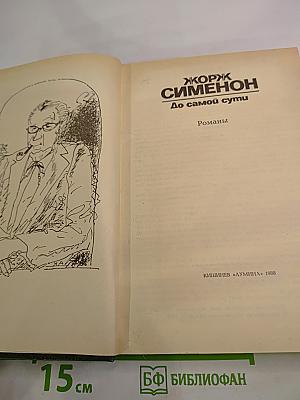 ЖОРЖ
СИМЕНОН
До самой сути
Романы
КИШИНЕВ «ЛУМИНА» 1988
15 см
БФ БИБЛИОФАН